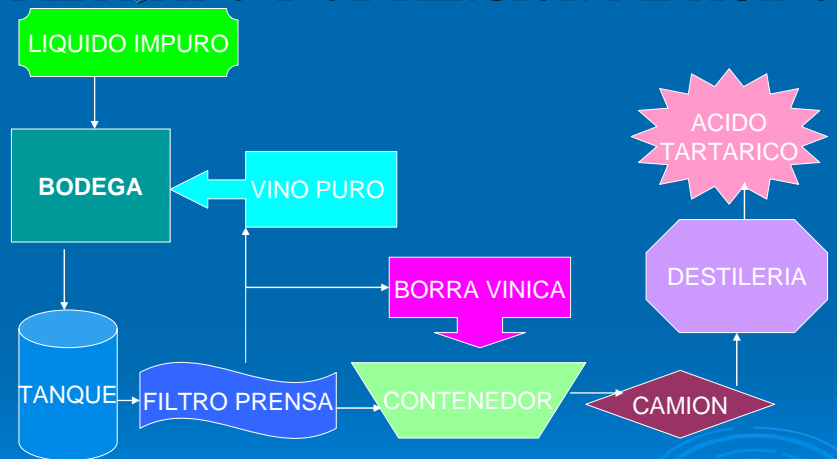 LIQUIDO IMPURO
BODEGA
VINO PURO
ACIDO
TARTARICO
BORRA VINICA
DESTILERIA
TANQUE
FILTRO PRENSA
CONTENEDOR
CAMION